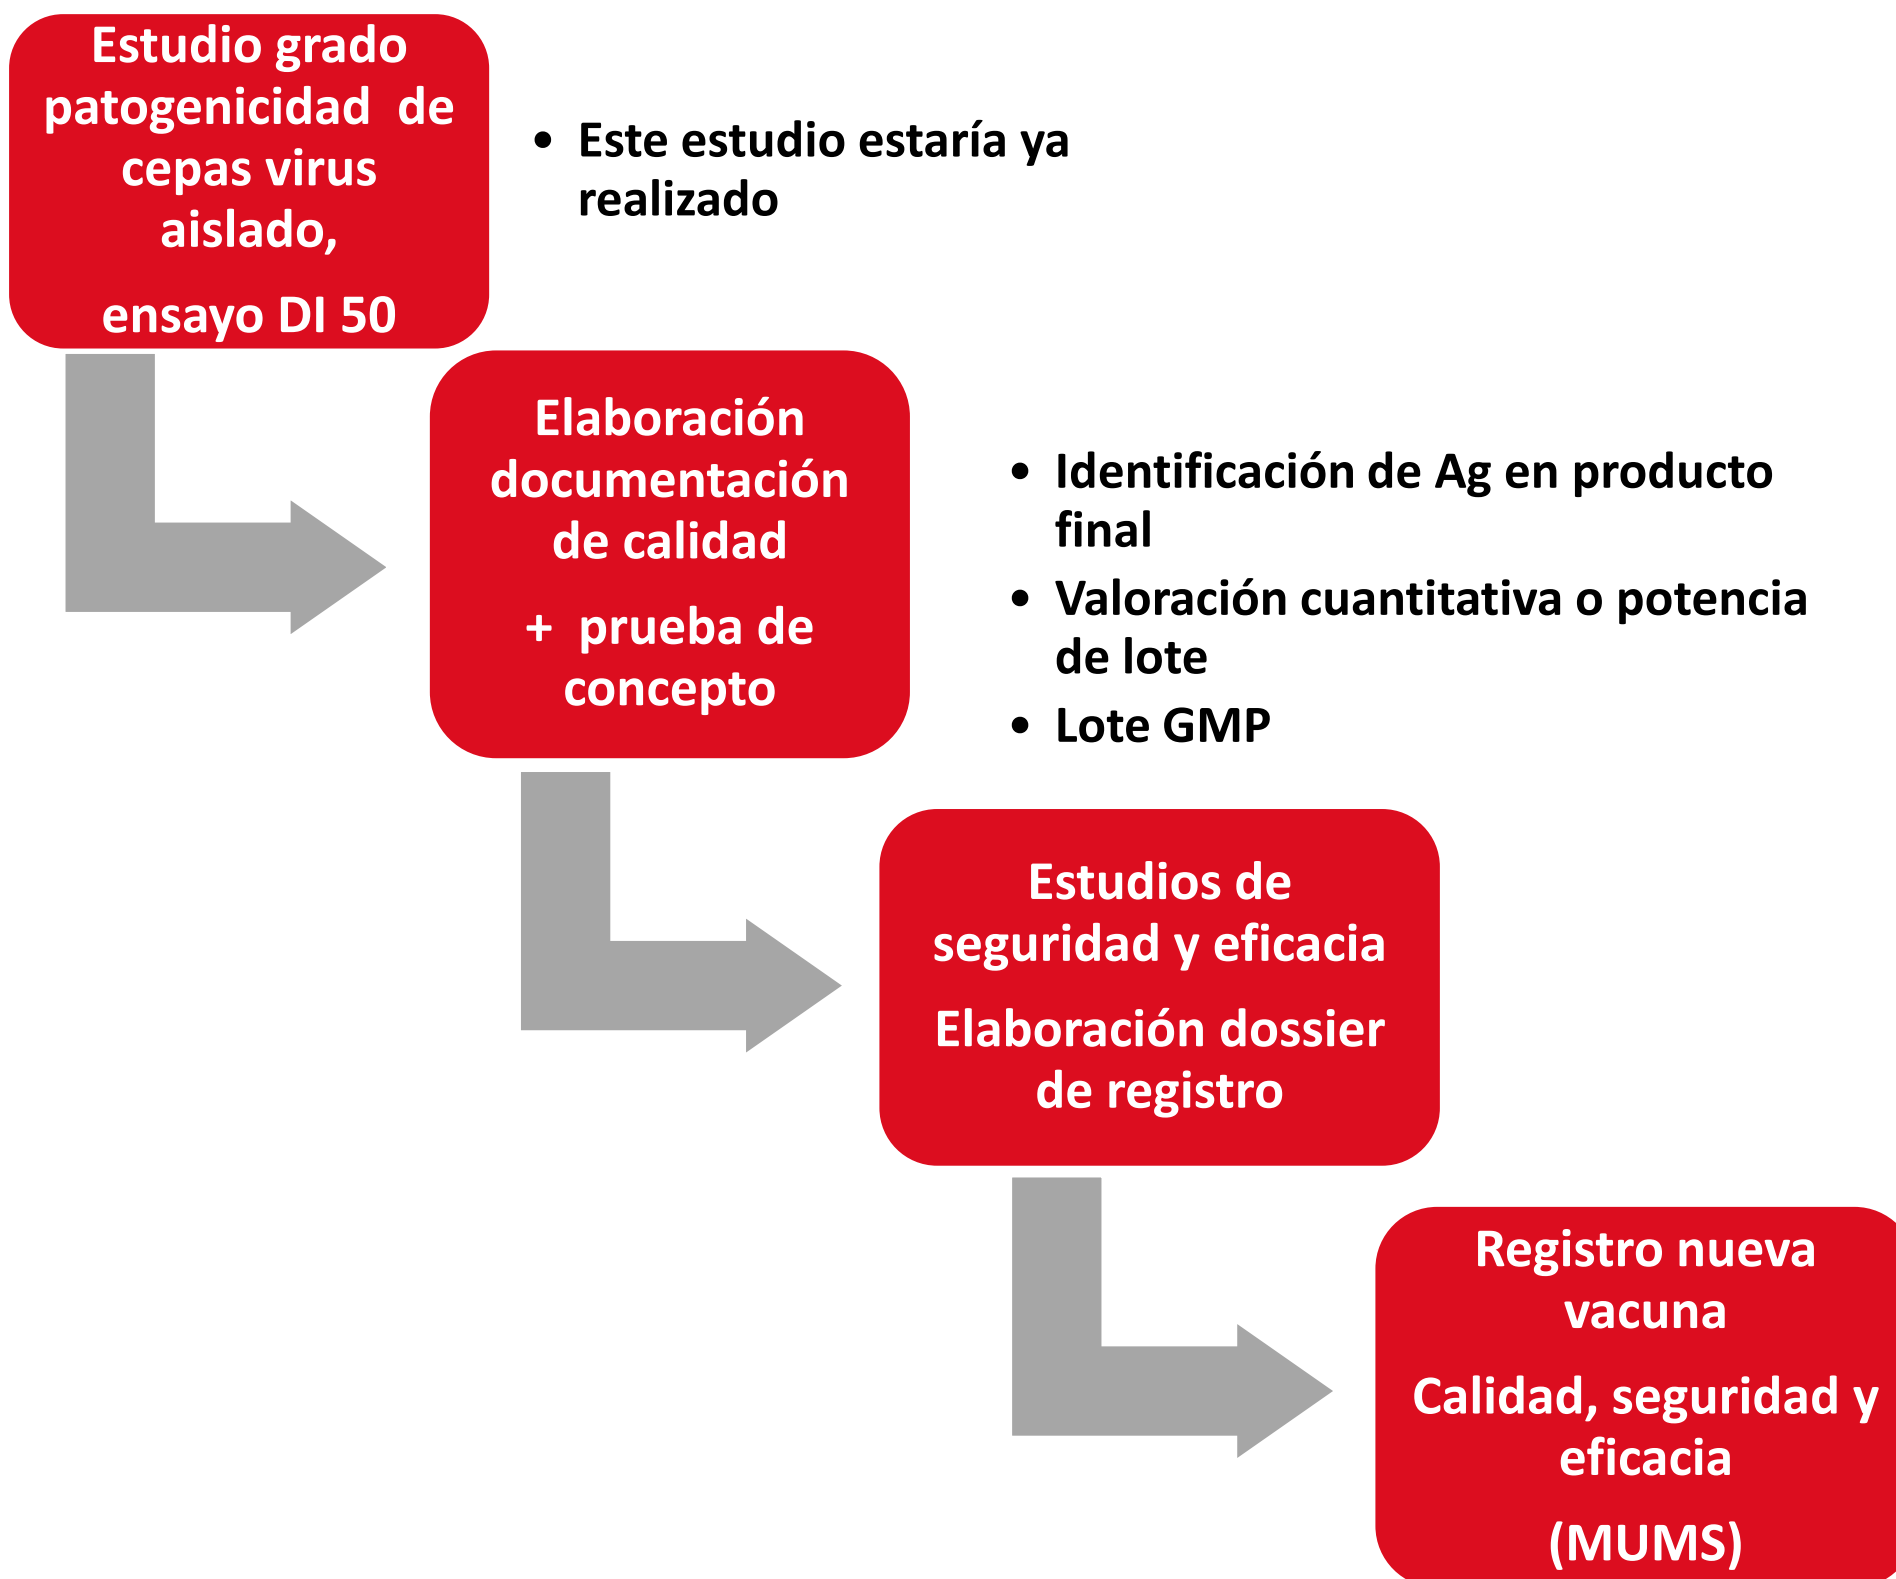 Estudio grado
patogenicidad de
cepas virus
aislado,
ensayo DI 50
• Este estudio estaría ya
realizado
Elaboración
documentación
de calidad
+ prueba de
concepto
• Identificación de Ag en producto
final
• Valoración cuantitativa o potencia
de lote
• Lote GMP
Estudios de
seguridad y eficacia
Elaboración dossier
de registro
Registro nueva
vacuna
Calidad, seguridad y
eficacia
(MUMS)